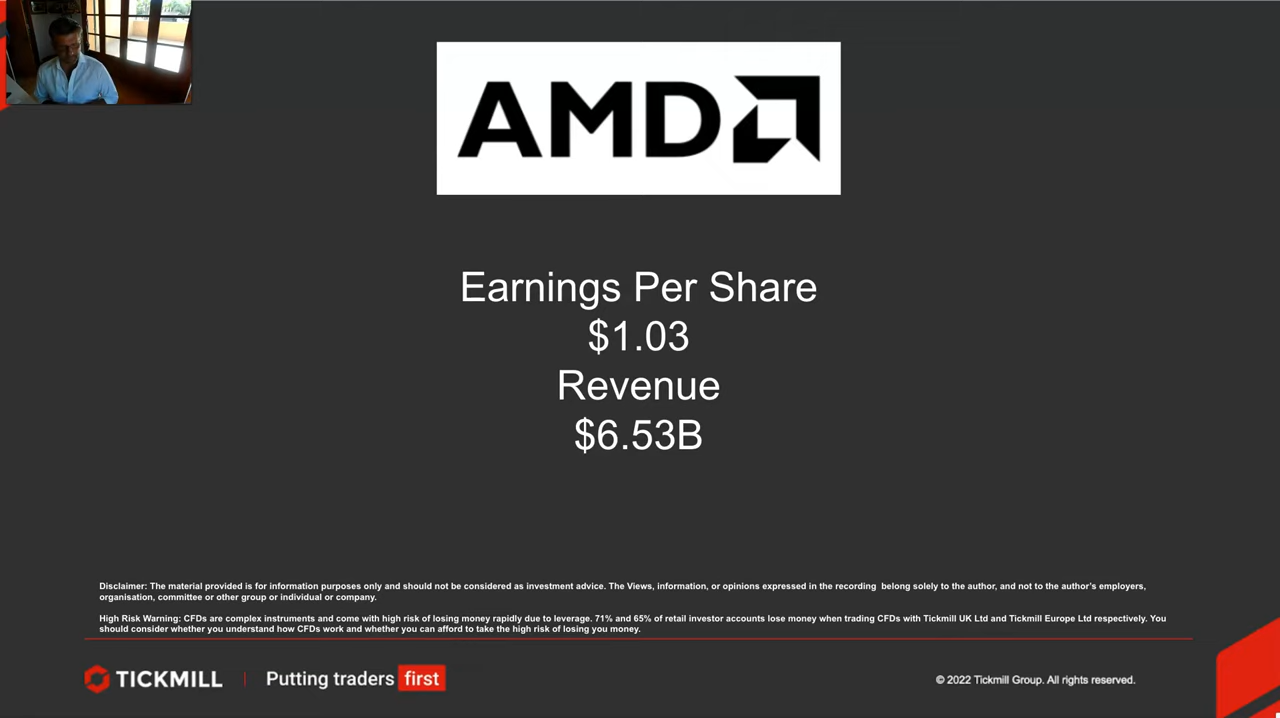 AMD
Earnings Per Share
$1.03
Revenue
$6.53B
Disclaimer: The material provided is for information purposes only and should not be considered as investment advice. The Views, information, or opinions expressed in the recording belong solely to the author, and not to the author's employers,
organisation, committee or other group or individual or company.
High Risk Warning: CFDs are complex instruments and come with high risk of losing money rapidly due to leverage. 71% and 65% of retail investor accounts lose money when trading CFDs with Tickmill UK Ltd and Tickmill Europe Ltd respectively. You
should consider whether you understand how CFDs work and whether you can afford to take the high risk of losing you money.
TICKMILL | Putting traders first
© 2022 Tickmill Group. All rights reserved.